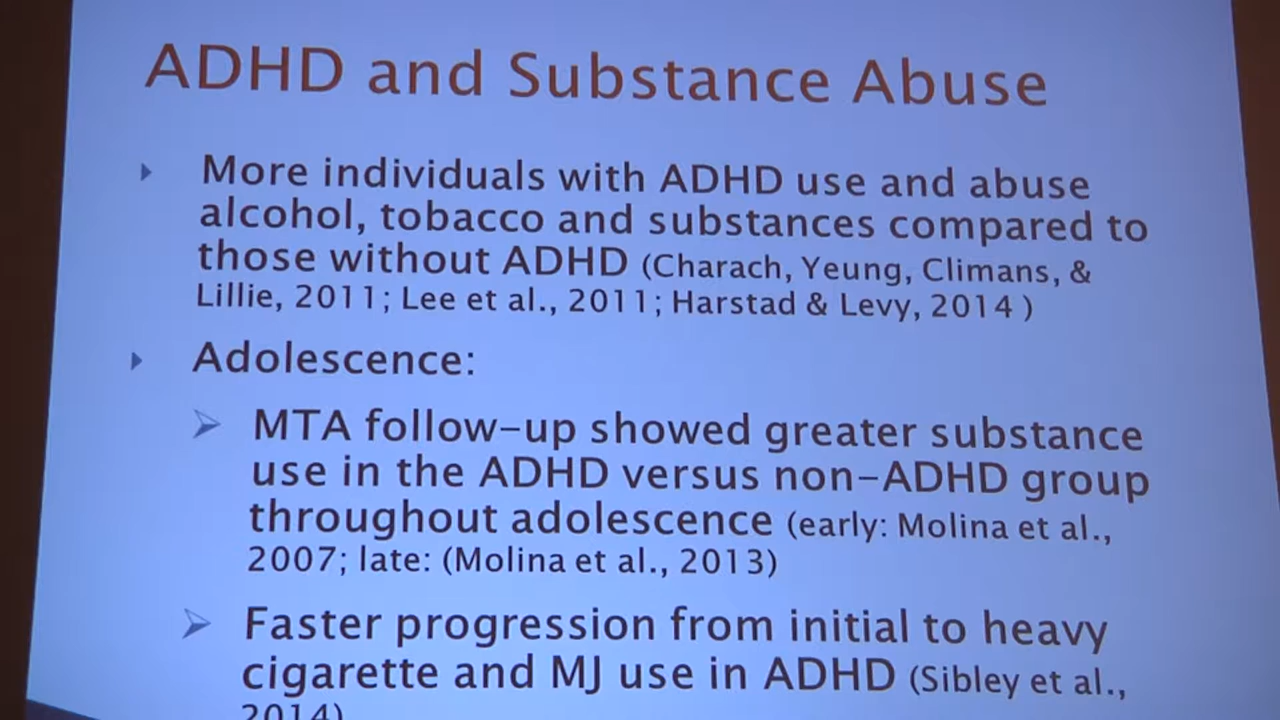 ADHD and Substance Abuse
More individuals with ADHD use and abuse
alcohol, tobacco and substances compared to
those without ADHD (Charach, Yeung, Climans, &
Lillie, 2011; Lee et al., 2011; Harstad & Levy, 2014 )
Adolescence:
MTA follow-up showed greater substance
use in the ADHD versus non-ADHD group
throughout adolescence (early: Molina et al.,
2007; late: (Molina et al., 2013)
Faster progression from initial to heavy
cigarette and MJ use in ADHD (Sibley et al.,
2014)